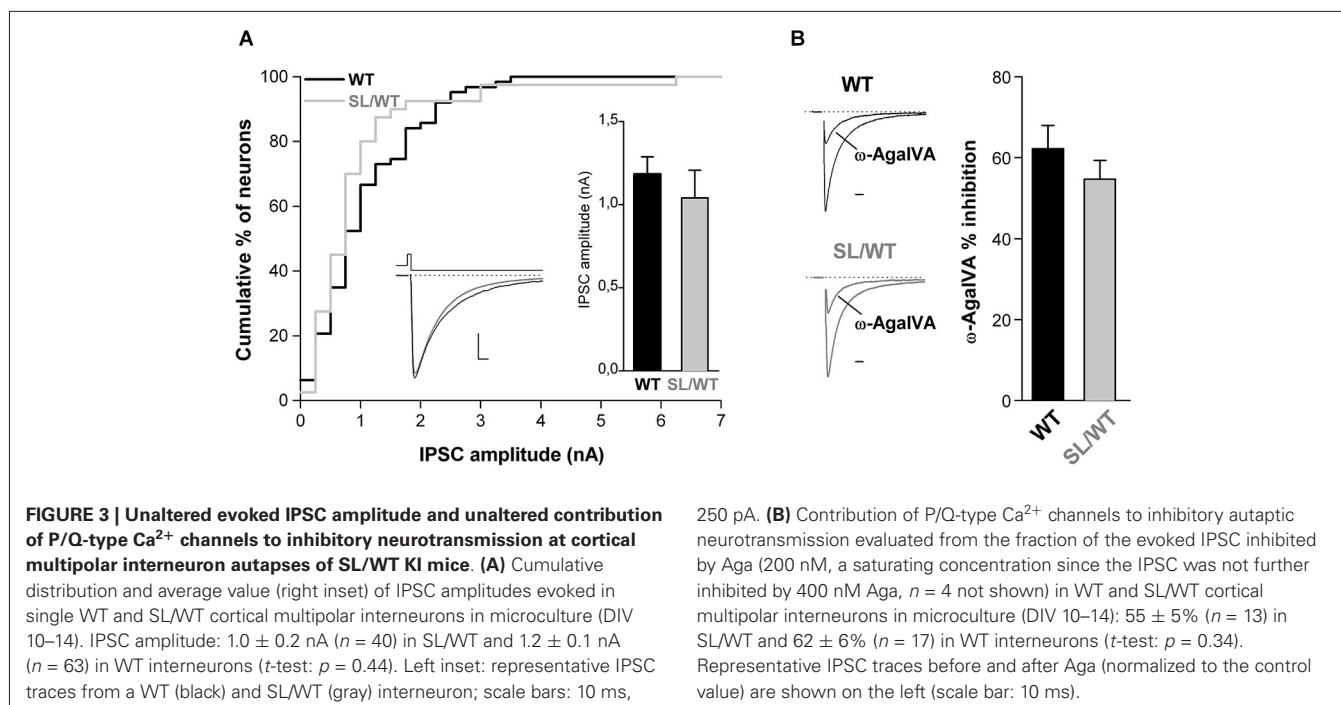 A
WT
SL/WT
100
80
60
40
20
0
Cumulative % of neurons
0 1 2 3 4 5 6 7
IPSC amplitude (nA)
1,5
1,0
0,5
0,0
IPSC amplitude (nA)
WT SL/WT
B
WT
ω-AgaIVA
SL/WT
ω-AgaIVA
80
60
40
20
0
ω-AgaIVA % inhibition
WT
SL/WT
FIGURE 3 | Unaltered evoked IPSC amplitude and unaltered contribution
of P/Q-type Ca²⁺ channels to inhibitory neurotransmission at cortical
multipolar interneuron autapses of SL/WT KI mice. (A) Cumulative
distribution and average value (right inset) of IPSC amplitudes evoked in
single WT and SL/WT cortical multipolar interneurons in microculture (DIV
10–14). IPSC amplitude: 1.0 ± 0.2 nA (n = 40) in SL/WT and 1.2 ± 0.1 nA
(n = 63) in WT interneurons (t-test: p = 0.44). Left inset: representative IPSC
traces from a WT (black) and SL/WT (gray) interneuron; scale bars: 10 ms,
250 pA. (B) Contribution of P/Q-type Ca²⁺ channels to inhibitory autaptic
neurotransmission evaluated from the fraction of the evoked IPSC inhibited
by Aga (200 nM, a saturating concentration since the IPSC was not further
inhibited by 400 nM Aga, n = 4 not shown) in WT and SL/WT cortical
multipolar interneurons in microculture (DIV 10–14): 55 ± 5% (n = 13) in
SL/WT and 62 ± 6% (n = 17) in WT interneurons (t-test: p = 0.34).
Representative IPSC traces before and after Aga (normalized to the control
value) are shown on the left (scale bar: 10 ms).